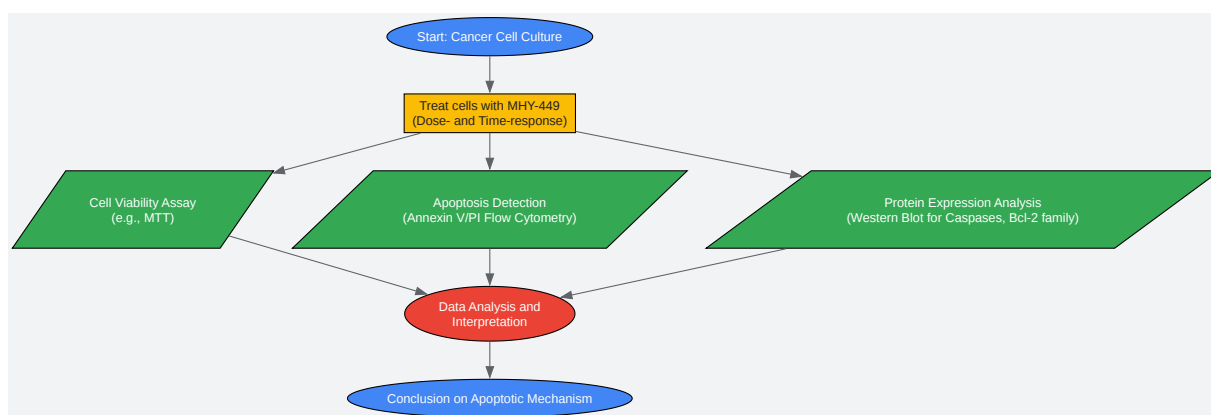 Start: Cancer Cell Culture
Treat cells with MHY-449
(Dose- and Time-response)
Cell Viability Assay
(e.g., MTT)
Apoptosis Detection
(Annexin V/PI Flow Cytometry)
Protein Expression Analysis
(Western Blot for Caspases, Bcl-2 family)
Data Analysis and
Interpretation
Conclusion on Apoptotic Mechanism